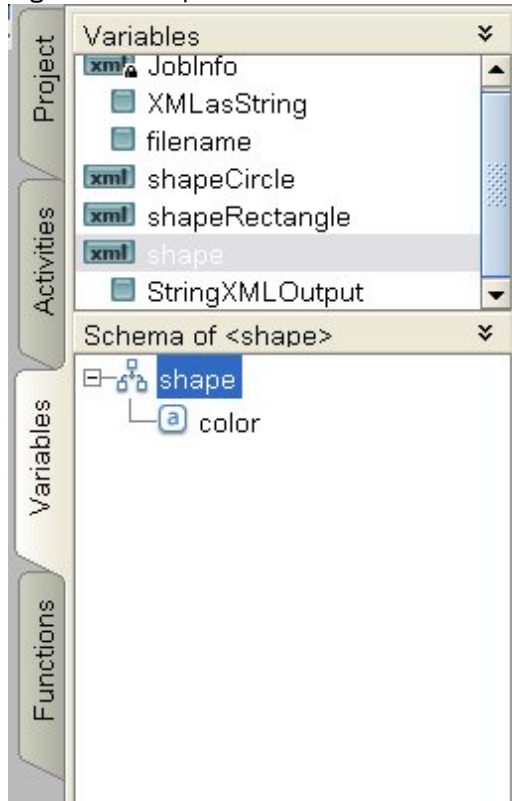 Project
Activities
Variables
Functions
Variables
xml JobInfo
XMLasString
filename
xml shapeCircle
xml shapeRectangle
xml shape
StringXMLOutput
Schema of <shape>
shape
a color